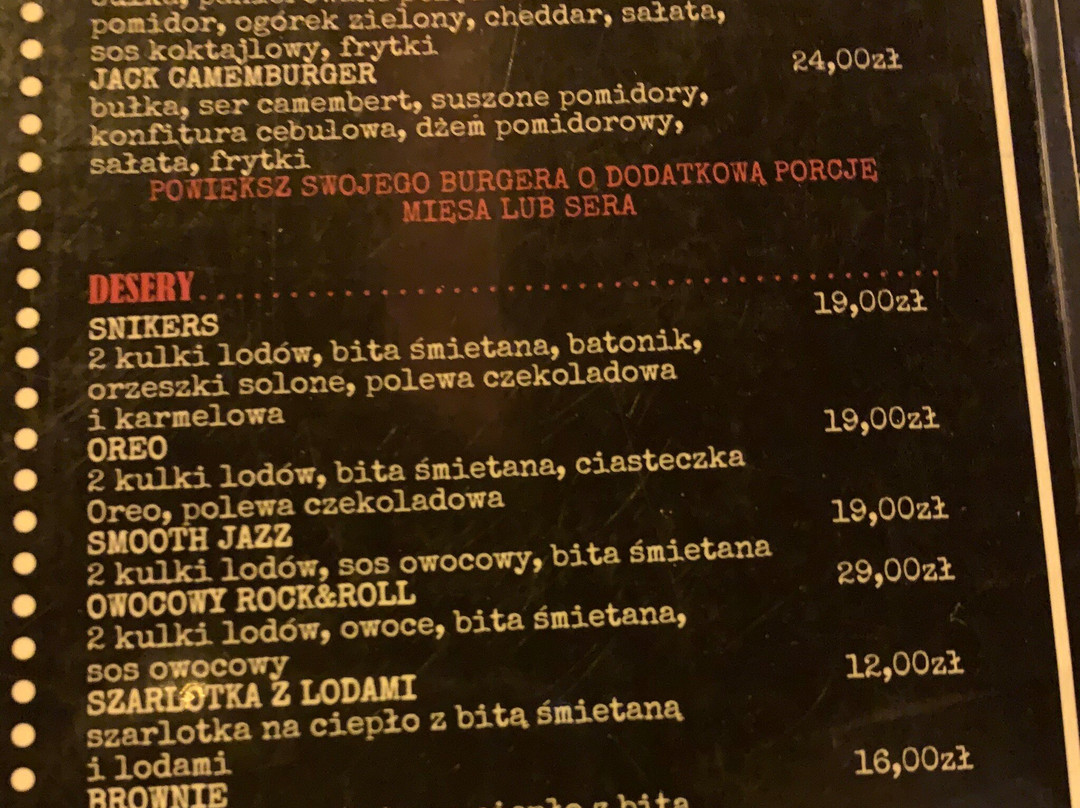 pomidor, ogórek zielony, cheddar, sałata,
sos koktajlowy, frytki
JACK CAMEMBURGER 24,00zł
bułka, ser camembert, suszone pomidory,
konfitura cebulowa, dżem pomidorowy,
sałata, frytki
POWIĘKSZ SWOJEGO BURGERA O DODATKOWĄ PORCJĘ
MIĘSA LUB SERA
DESERY
SNIKERS 19,00zł
2 kulki lodów, bita śmietana, batonik,
orzeszki solone, polewa czekoladowa
i karmelowa
OREO 19,00zł
2 kulki lodów, bita śmietana, ciasteczka
Oreo, polewa czekoladowa
SMOOTH JAZZ 19,00zł
2 kulki lodów, sos owocowy, bita śmietana
OWOCOWY ROCK&ROLL 29,00zł
2 kulki lodów, owoce, bita śmietana,
sos owocowy
SZARLOTKA Z LODAMI 12,00zł
szarlotka na ciepło z bitą śmietaną
i lodami
BROWNIE 16,00zł